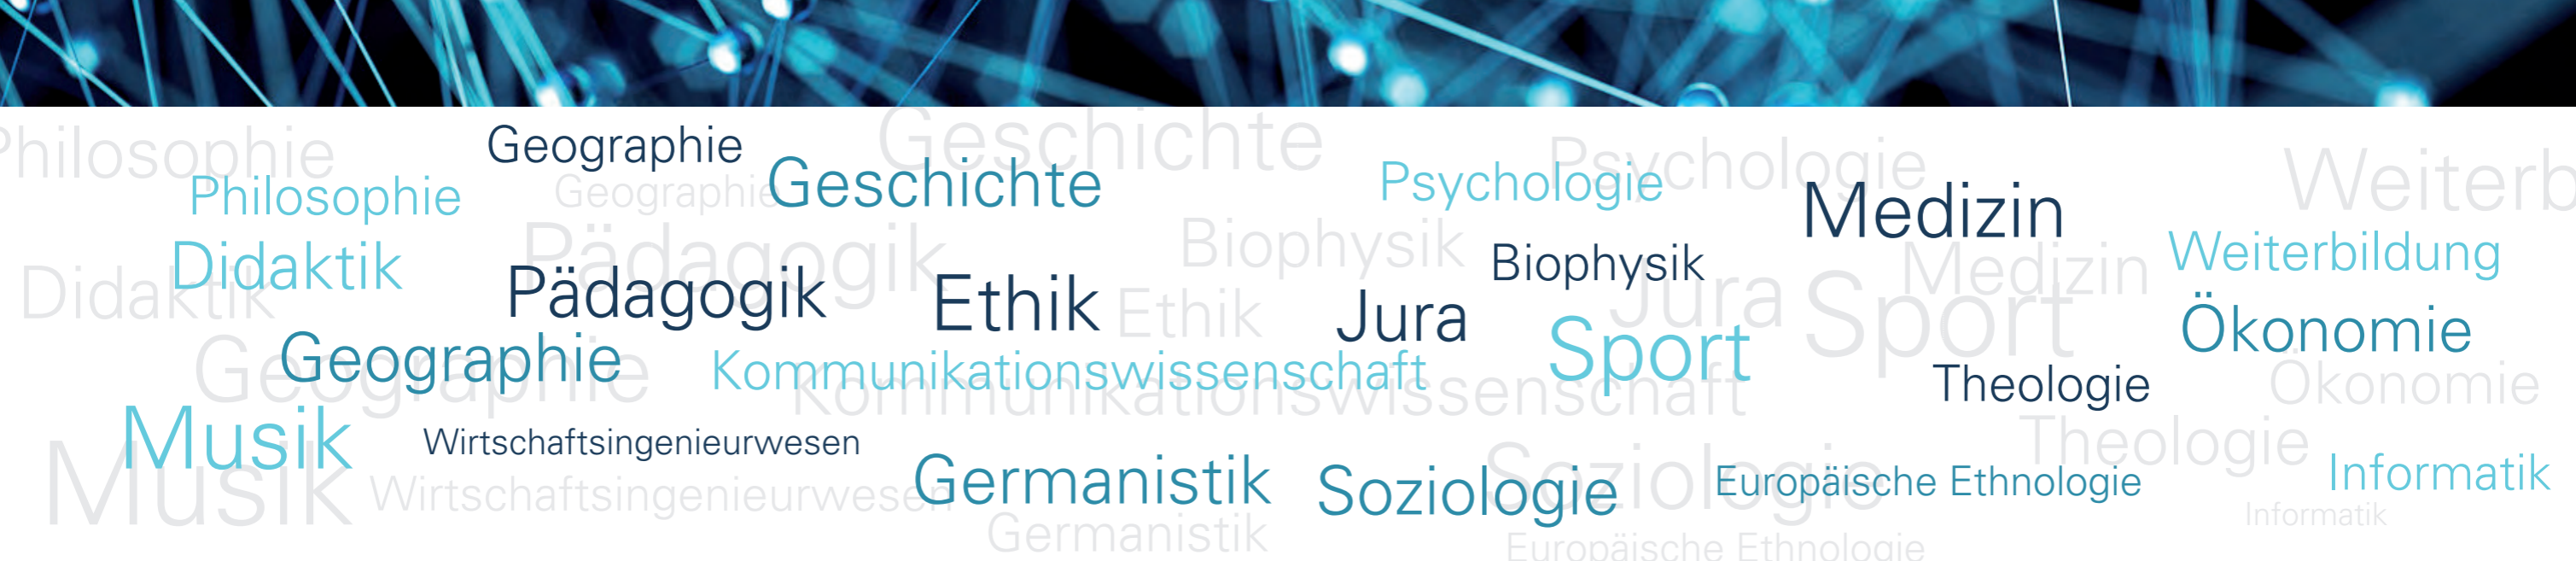 Geschichte
Philosophie
Geographie
Psychologie
Weiterb
Geschichte
Psychologie
Philosophie
Geographie
Medizin
Biophysik
Weiterbildung
Didaktik
Pädagogik
Biophysik
Medizin
Didaktik
Pädagogik
Ethik
Ethik
Jura
Jura
Sport
Ökonomie
Geographie
Sport
Geographie
Kommunikationswissenschaft
Kommunikationswissenschaft
Theologie
Ökonomie
Musik
Wirtschaftsingenieurwesen
Theologie
Musik
Wirtschaftsingenieurwesen
Germanistik
Soziologie
Soziologie
Europäische Ethnologie
Informatik
Informatik
Germanistik
Europäische Ethnologie